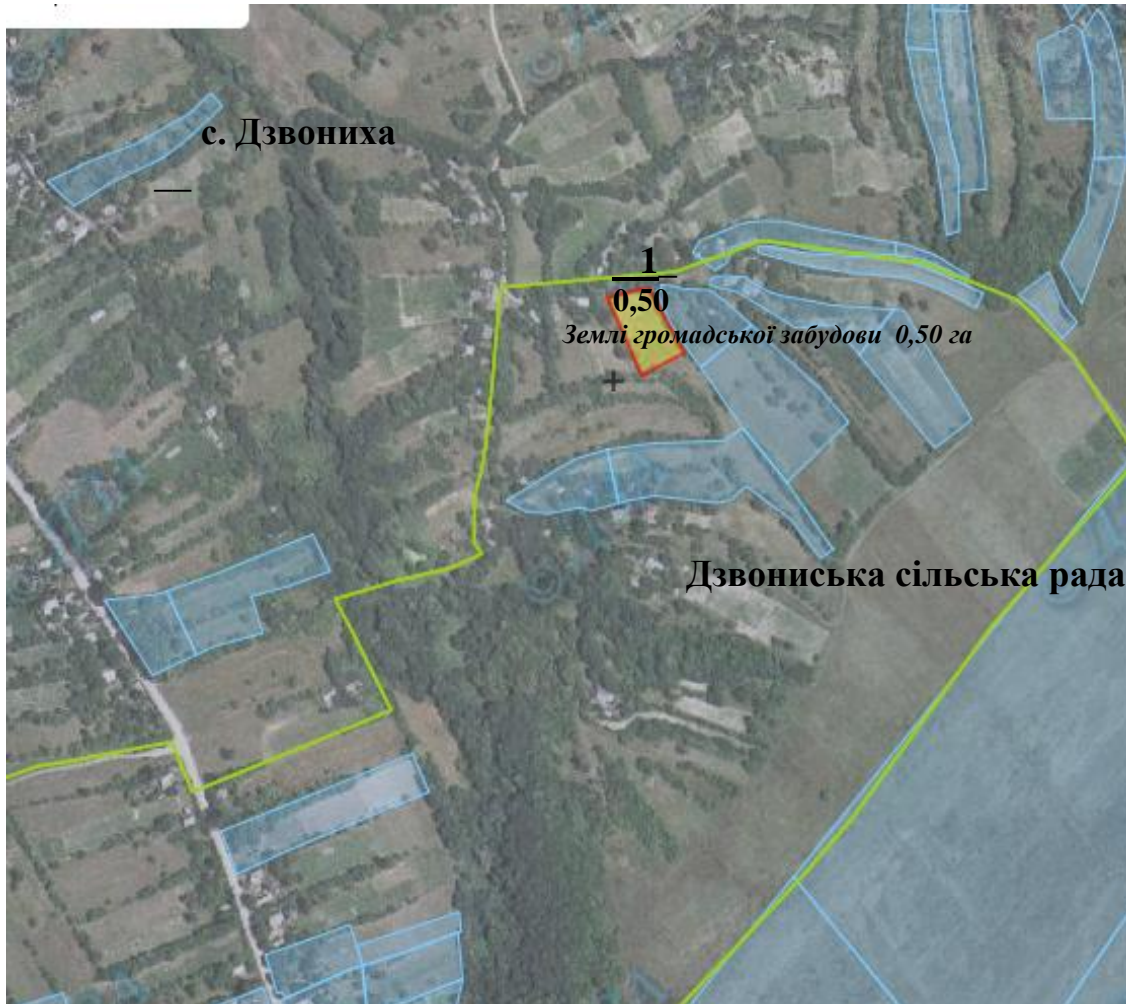 с. Дзвониха
1
0,50
Землі громадської забудови 0,50 га
Дзвониська сільська рада